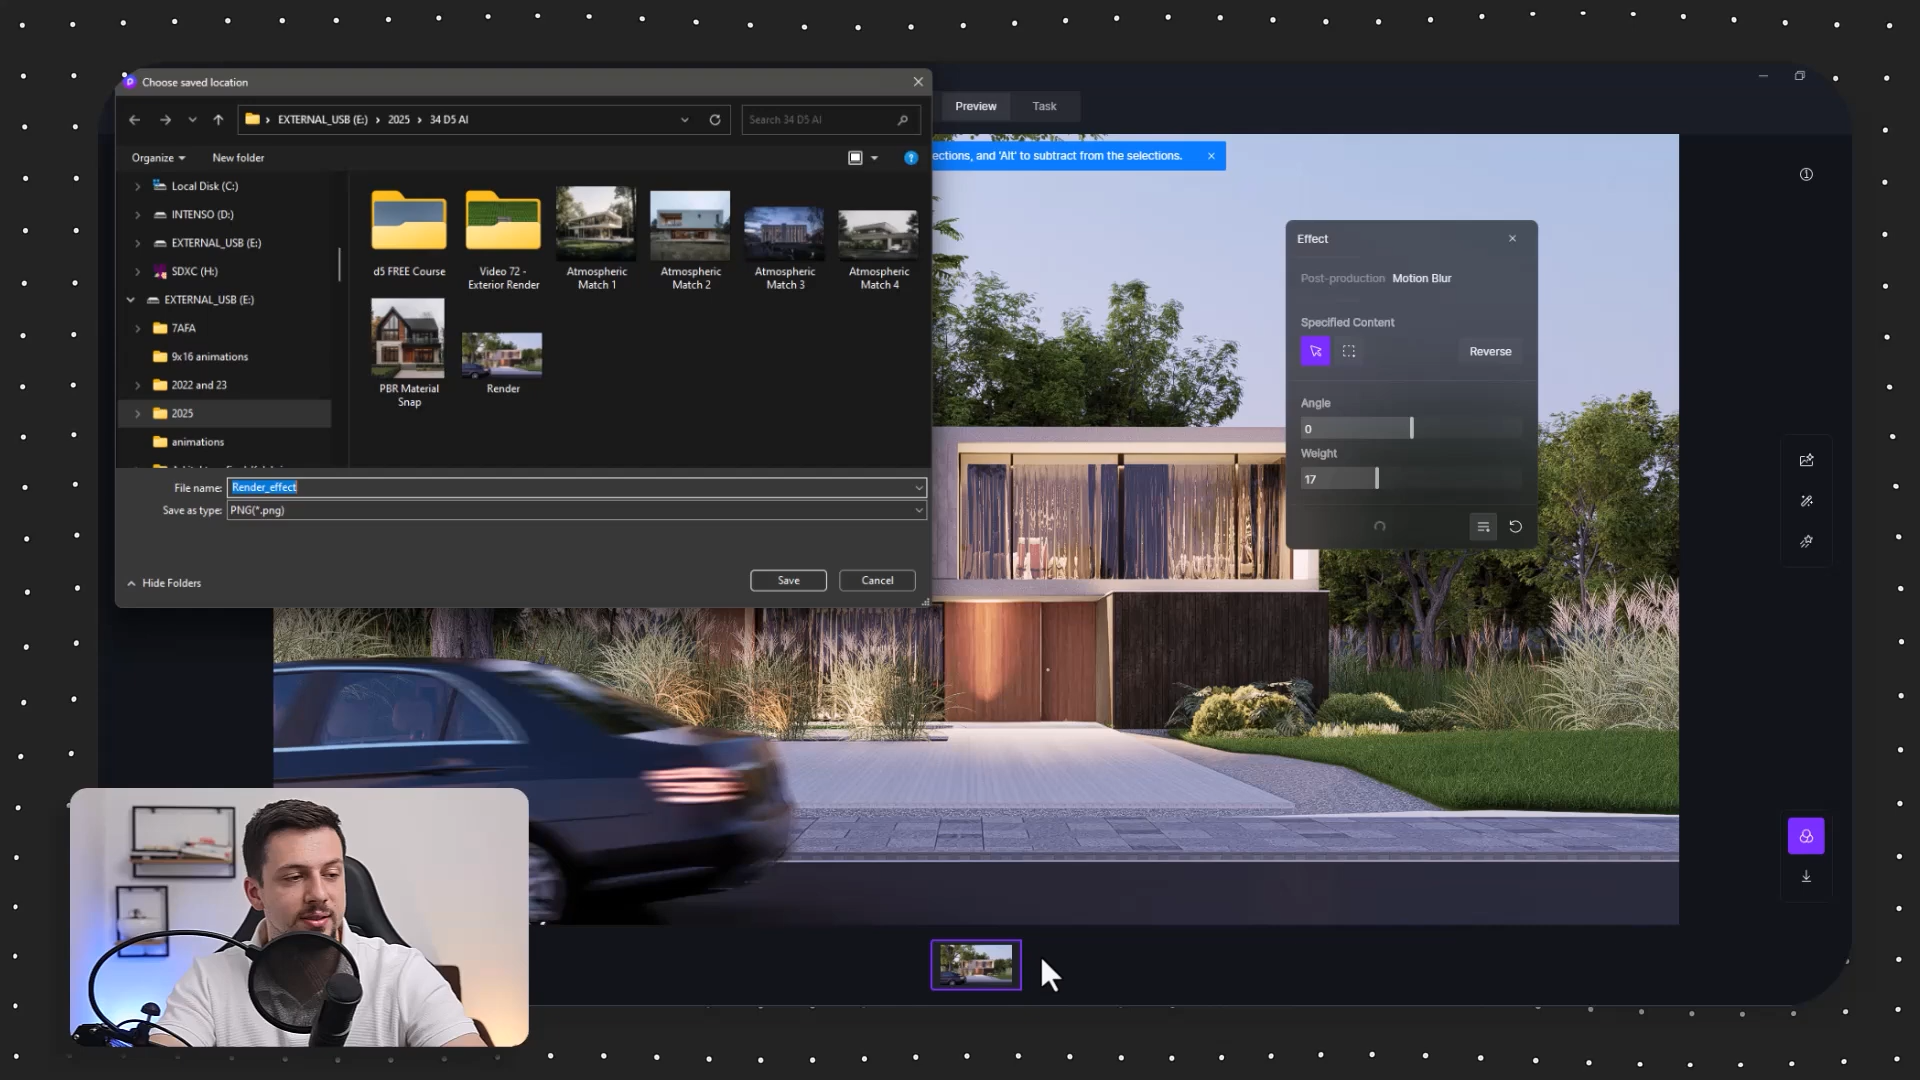 Choose saved location
EXTERNAL_USB (E:) › 2025 › 34 D5 AI
Search 34 D5 AI
Organize
New folder
Local Disk (C:)
INTENSO (D:)
EXTERNAL_USB (E:)
SDXC (H:)
EXTERNAL_USB (E:)
7AFA
9x16 animations
2022 and 23
2025
animations
d5 FREE Course
Video 72 -
Exterior Render
Atmospheric
Match 1
Atmospheric
Match 2
Atmospheric
Match 3
Atmospheric
Match 4
PBR Material
Snap
Render
File name: Render_effect
Save as type: PNG(*.png)
Hide Folders
Save
Cancel
Preview
Task
ections, and 'Alt' to subtract from the selections.
Effect
Post-production Motion Blur
Specified Content
Reverse
Angle
0
Weight
17